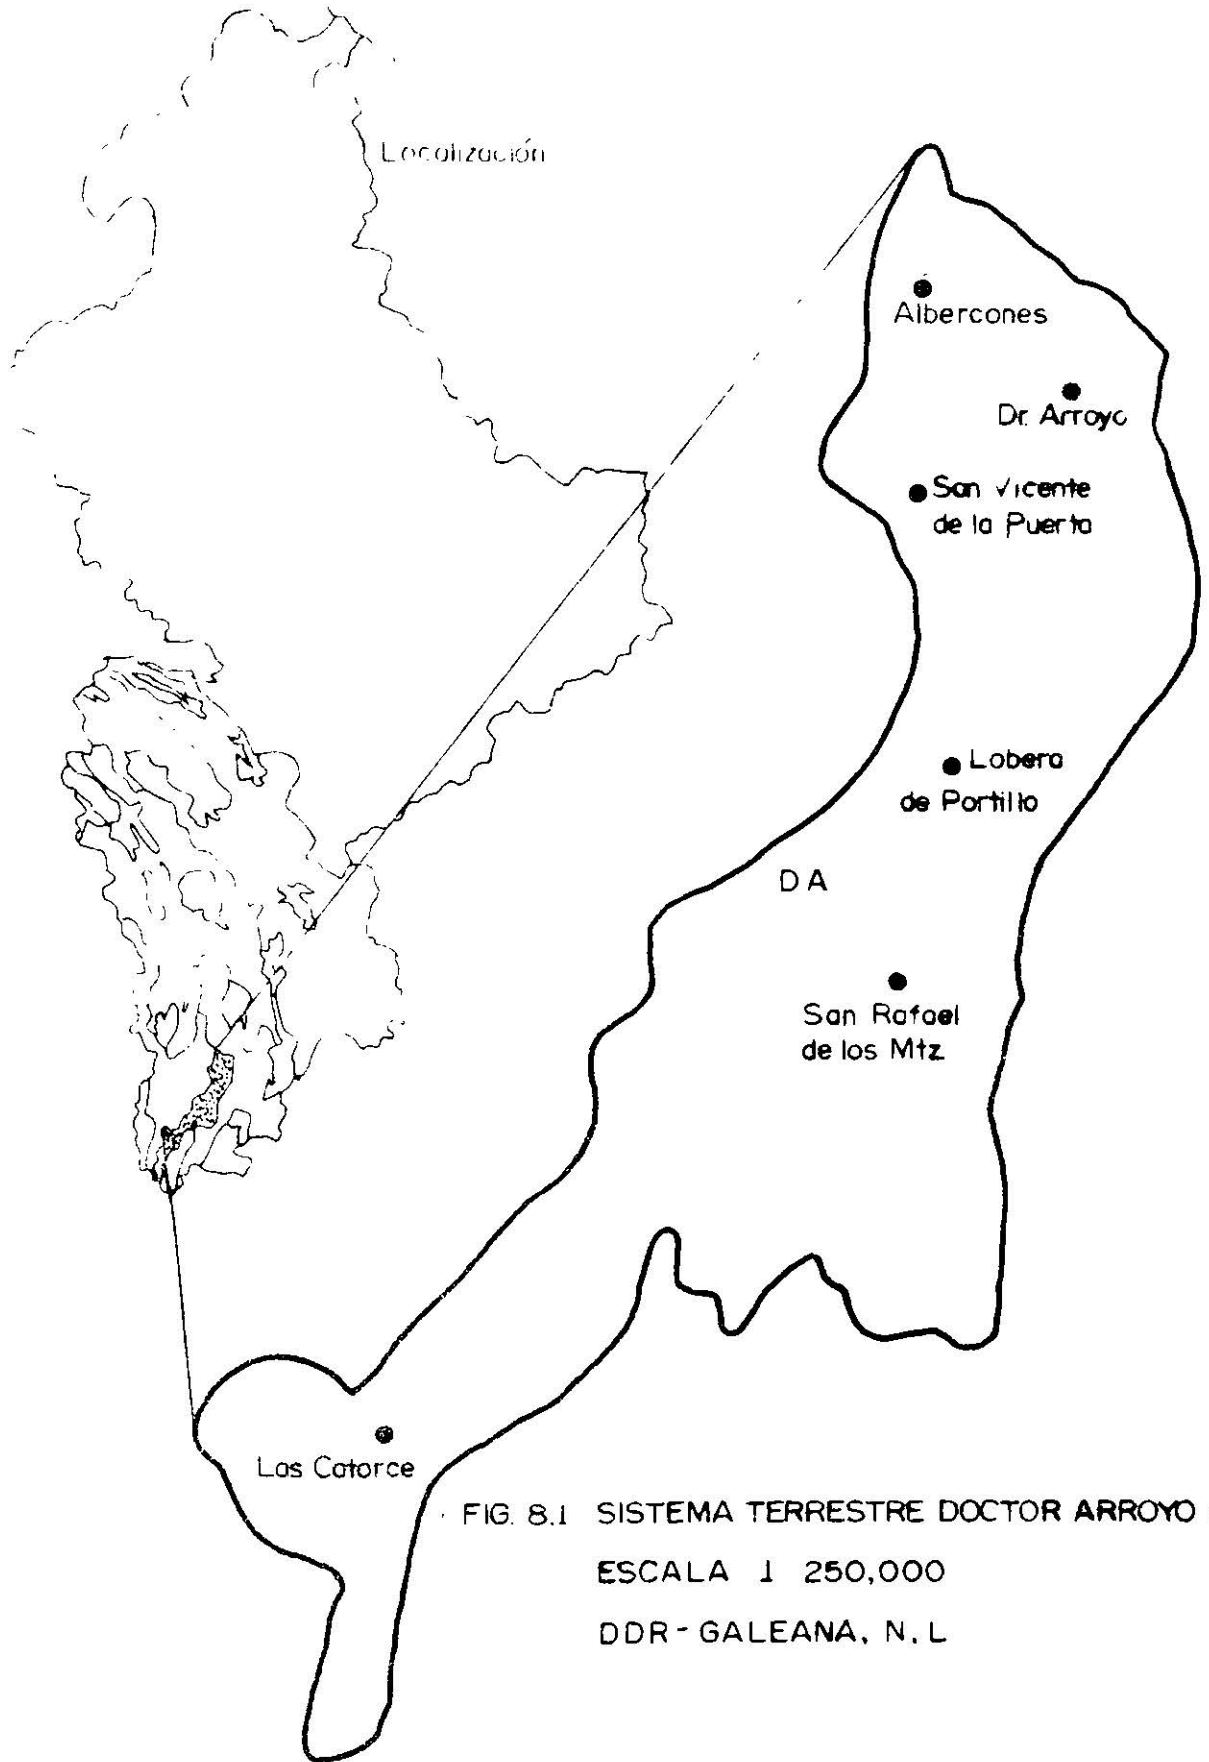 Localización
Albercones
Dr. Arroyo
San Vicente
de la Puerta
Lobera
de Portillo
DA
San Rafael
de los Mtz
Las Catorce
FIG. 8.1 SISTEMA TERRESTRE DOCTOR ARROYO
ESCALA 1 250,000
DDR-GALEANA, N.L